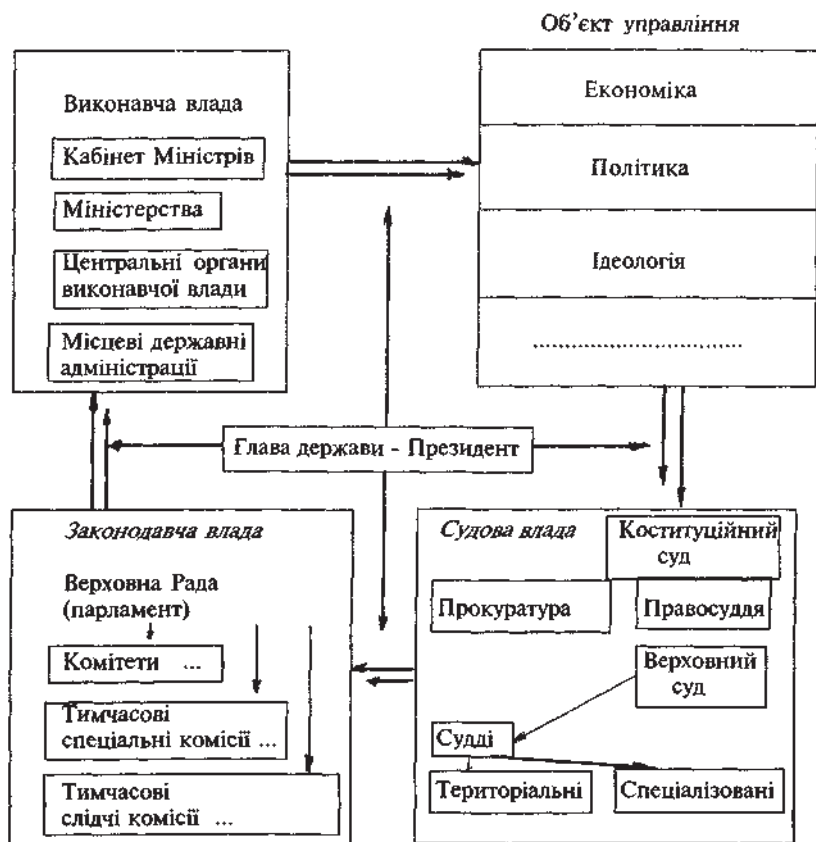 Об’єкт управління
Виконавча влада
Кабінет Міністрів
Міністерства
Центральні органи
виконавчої влади
Місцеві державні
адміністрації
Економіка
Політика
Ідеологія
...............................
Глава держави - Президент
Законодавча влада
Верховна Рада
(парламент)
Комітети ...
Тимчасові
спеціальні комісії ...
Тимчасові
слідчі комісії ...
Судова влада
Коституційний
суд
Прокуратура
Правосуддя
Верховний
суд
Судді
Територіальні
Спеціалізовані